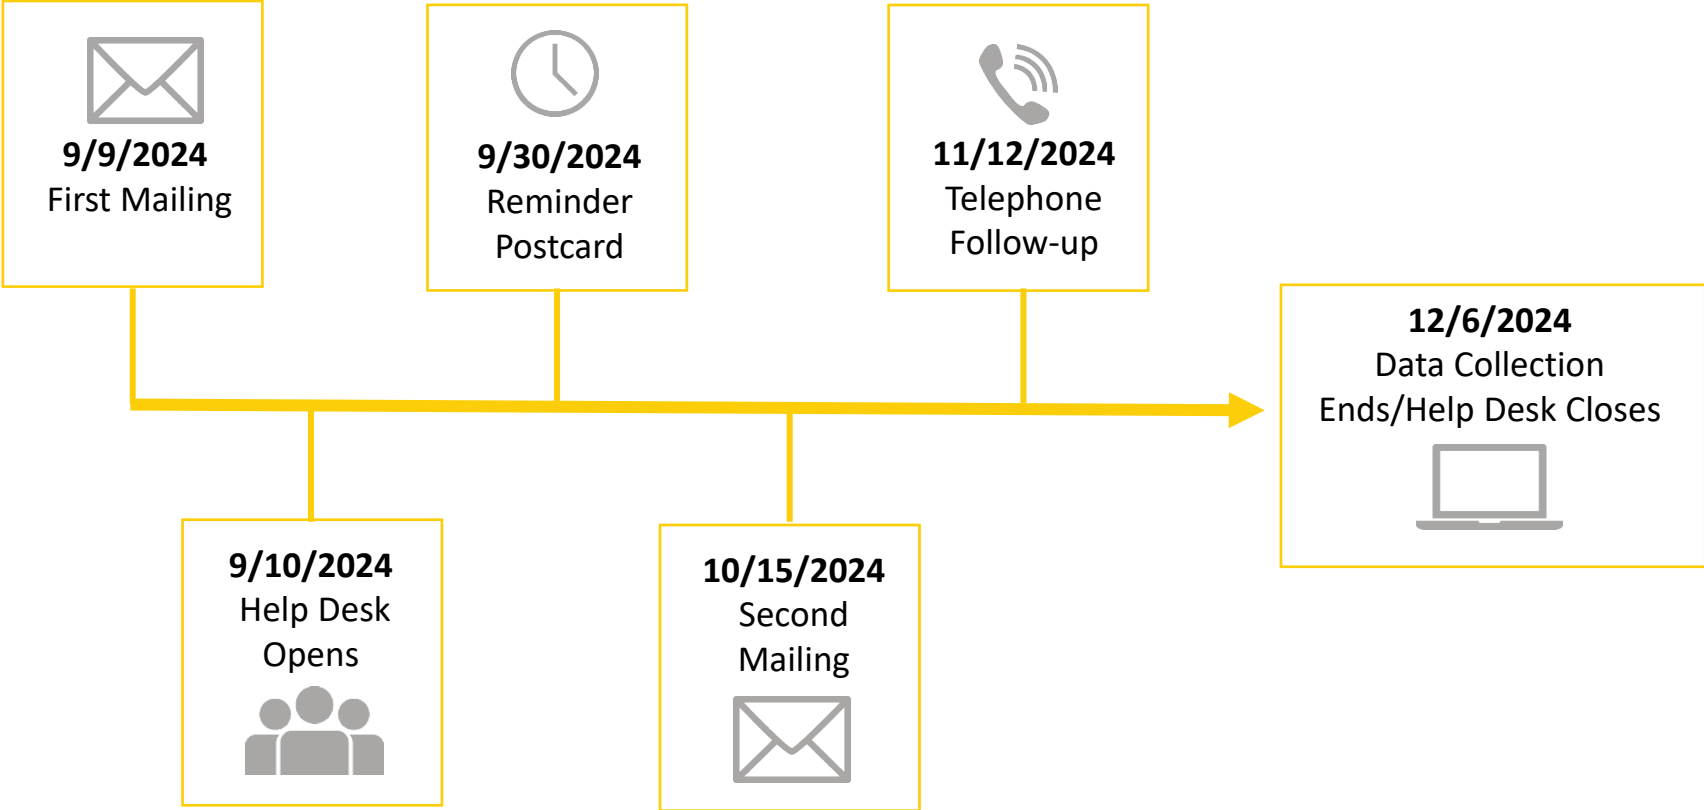 9/9/2024
First Mailing
9/10/2024
Help Desk
Opens
9/30/2024
Reminder
Postcard
10/15/2024
Second
Mailing
11/12/2024
Telephone
Follow-up
12/6/2024
Data Collection
Ends/Help Desk Closes